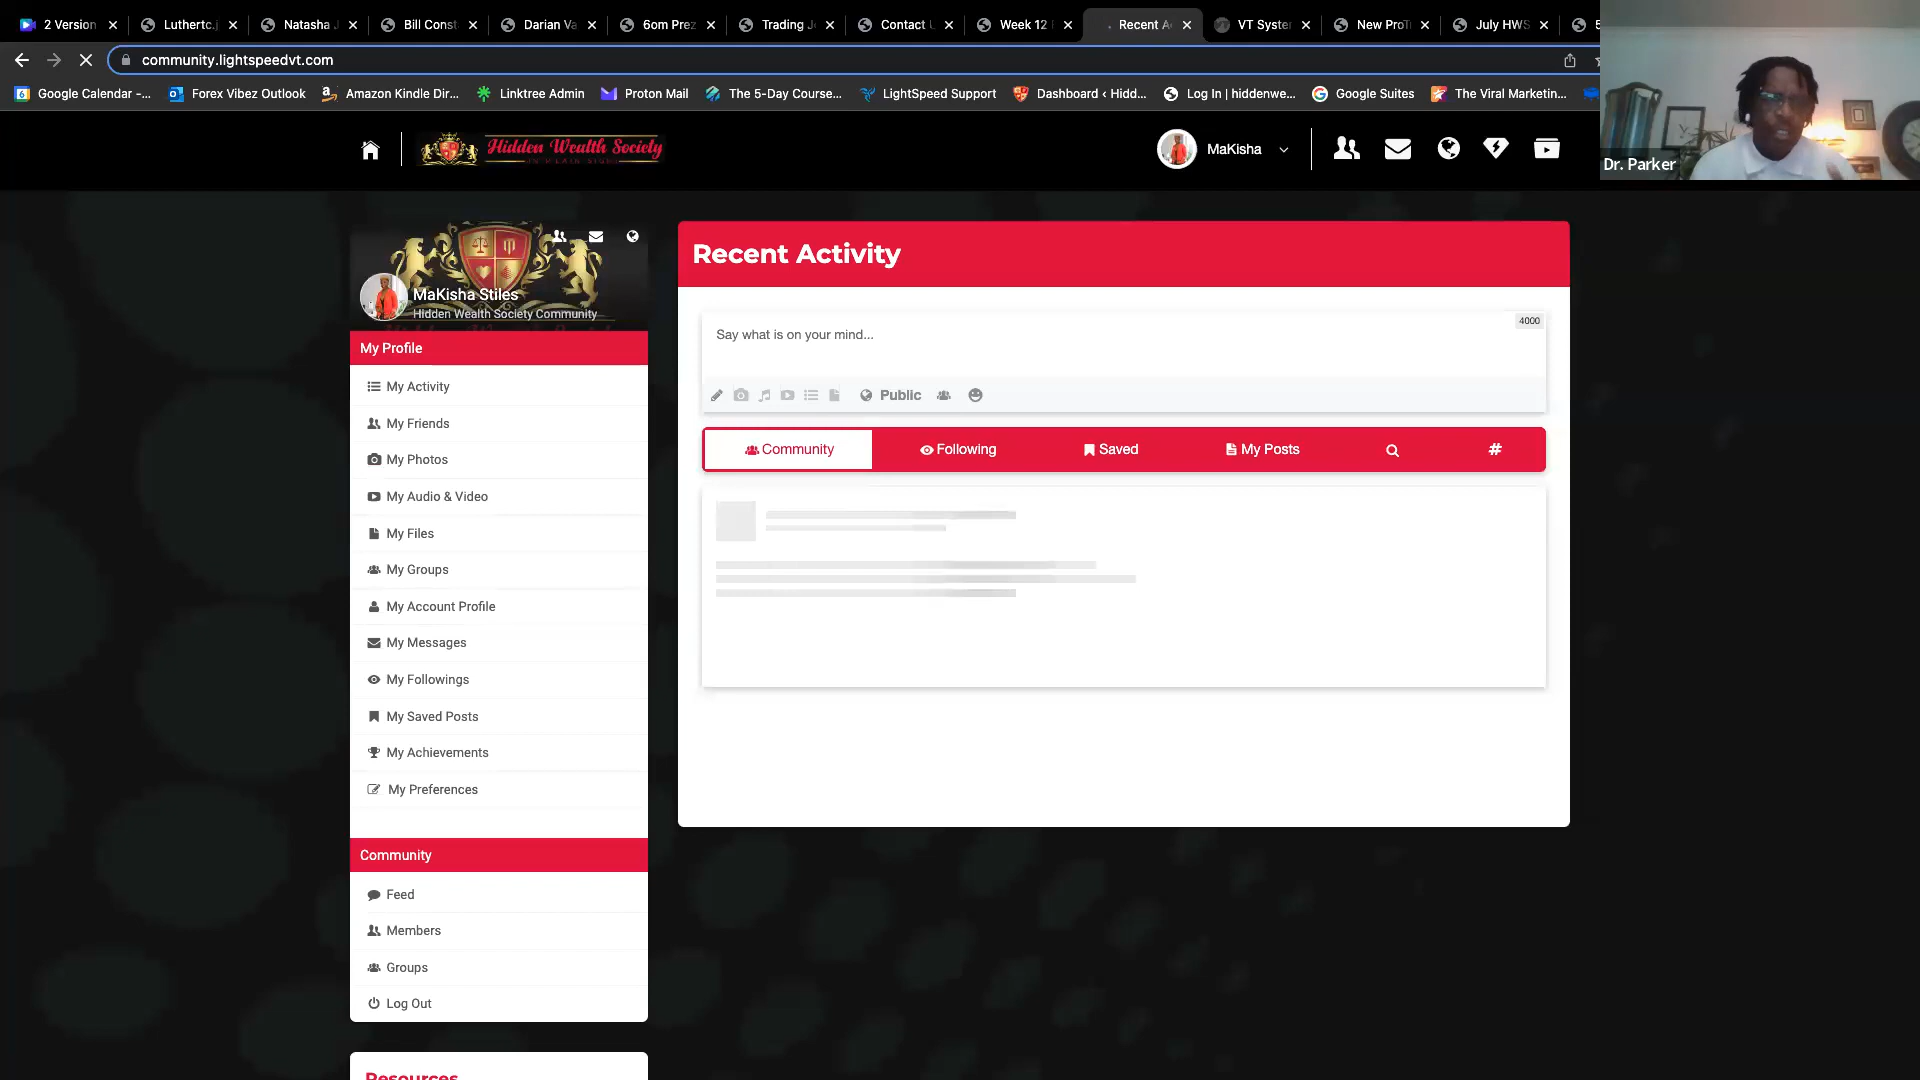 2 Version
Luthertc.j
Natasha J
Bill Const
Darian Va
6om Prez
Trading Jo
Contact U
Week 12 F
Recent A
VT Syster
New ProT
July HWS
5
community.lightspeedvt.com
Google Calendar -...
Forex Vibez Outlook
Amazon Kindle Dir...
Linktree Admin
Proton Mail
The 5-Day Course...
LightSpeed Support
Dashboard ‹ Hidd...
Log In | hiddenwe...
Google Suites
The Viral Marketin...
Hidden Wealth Society
IN PLAIN SIGHT
MaKisha
Dr. Parker
MaKisha Stiles
Hidden Wealth Society Community
My Profile
My Activity
My Friends
My Photos
My Audio & Video
My Files
My Groups
My Account Profile
My Messages
My Followings
My Saved Posts
My Achievements
My Preferences
Community
Feed
Members
Groups
Log Out
Resources
Recent Activity
Say what is on your mind...
4000
Public
Community
Following
Saved
My Posts
#